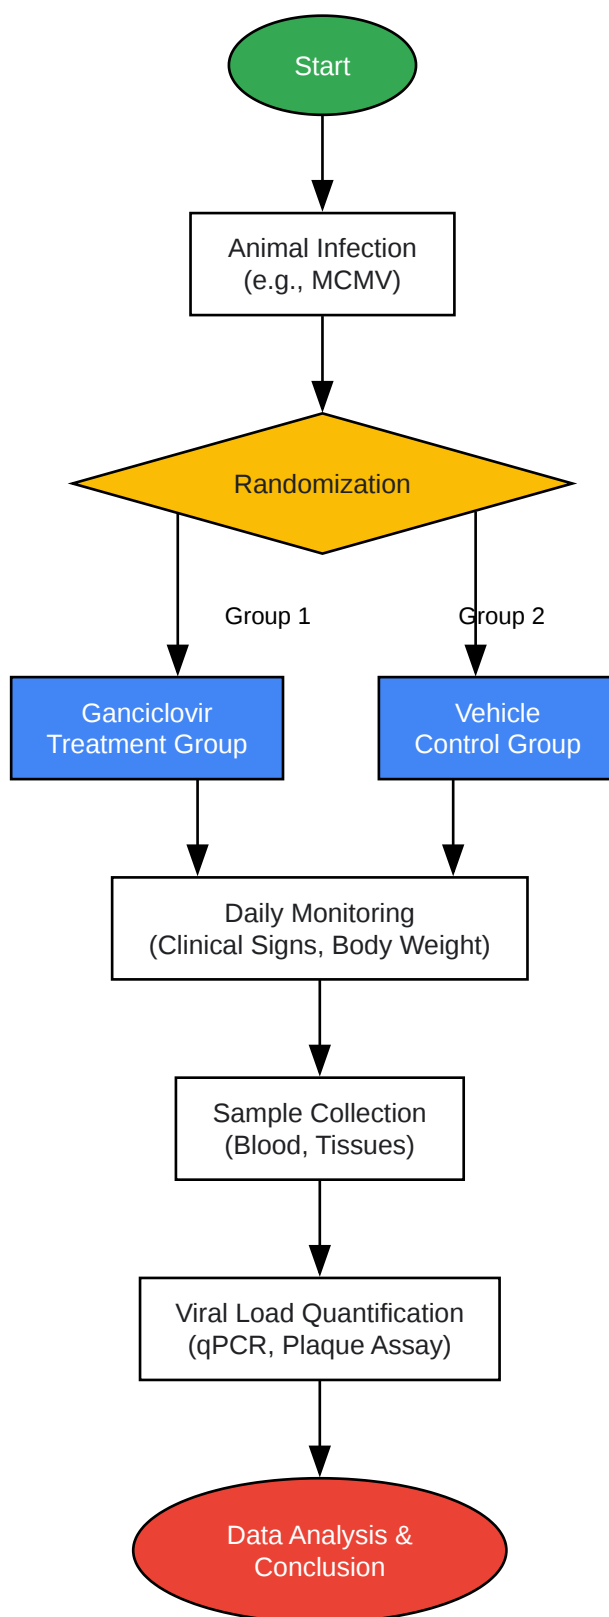 Start
Animal Infection
(e.g., MCMV)
Randomization
Group 1
Group 2
Ganciclovir
Treatment Group
Vehicle
Control Group
Daily Monitoring
(Clinical Signs, Body Weight)
Sample Collection
(Blood, Tissues)
Viral Load Quantification
(qPCR, Plaque Assay)
Data Analysis &
Conclusion